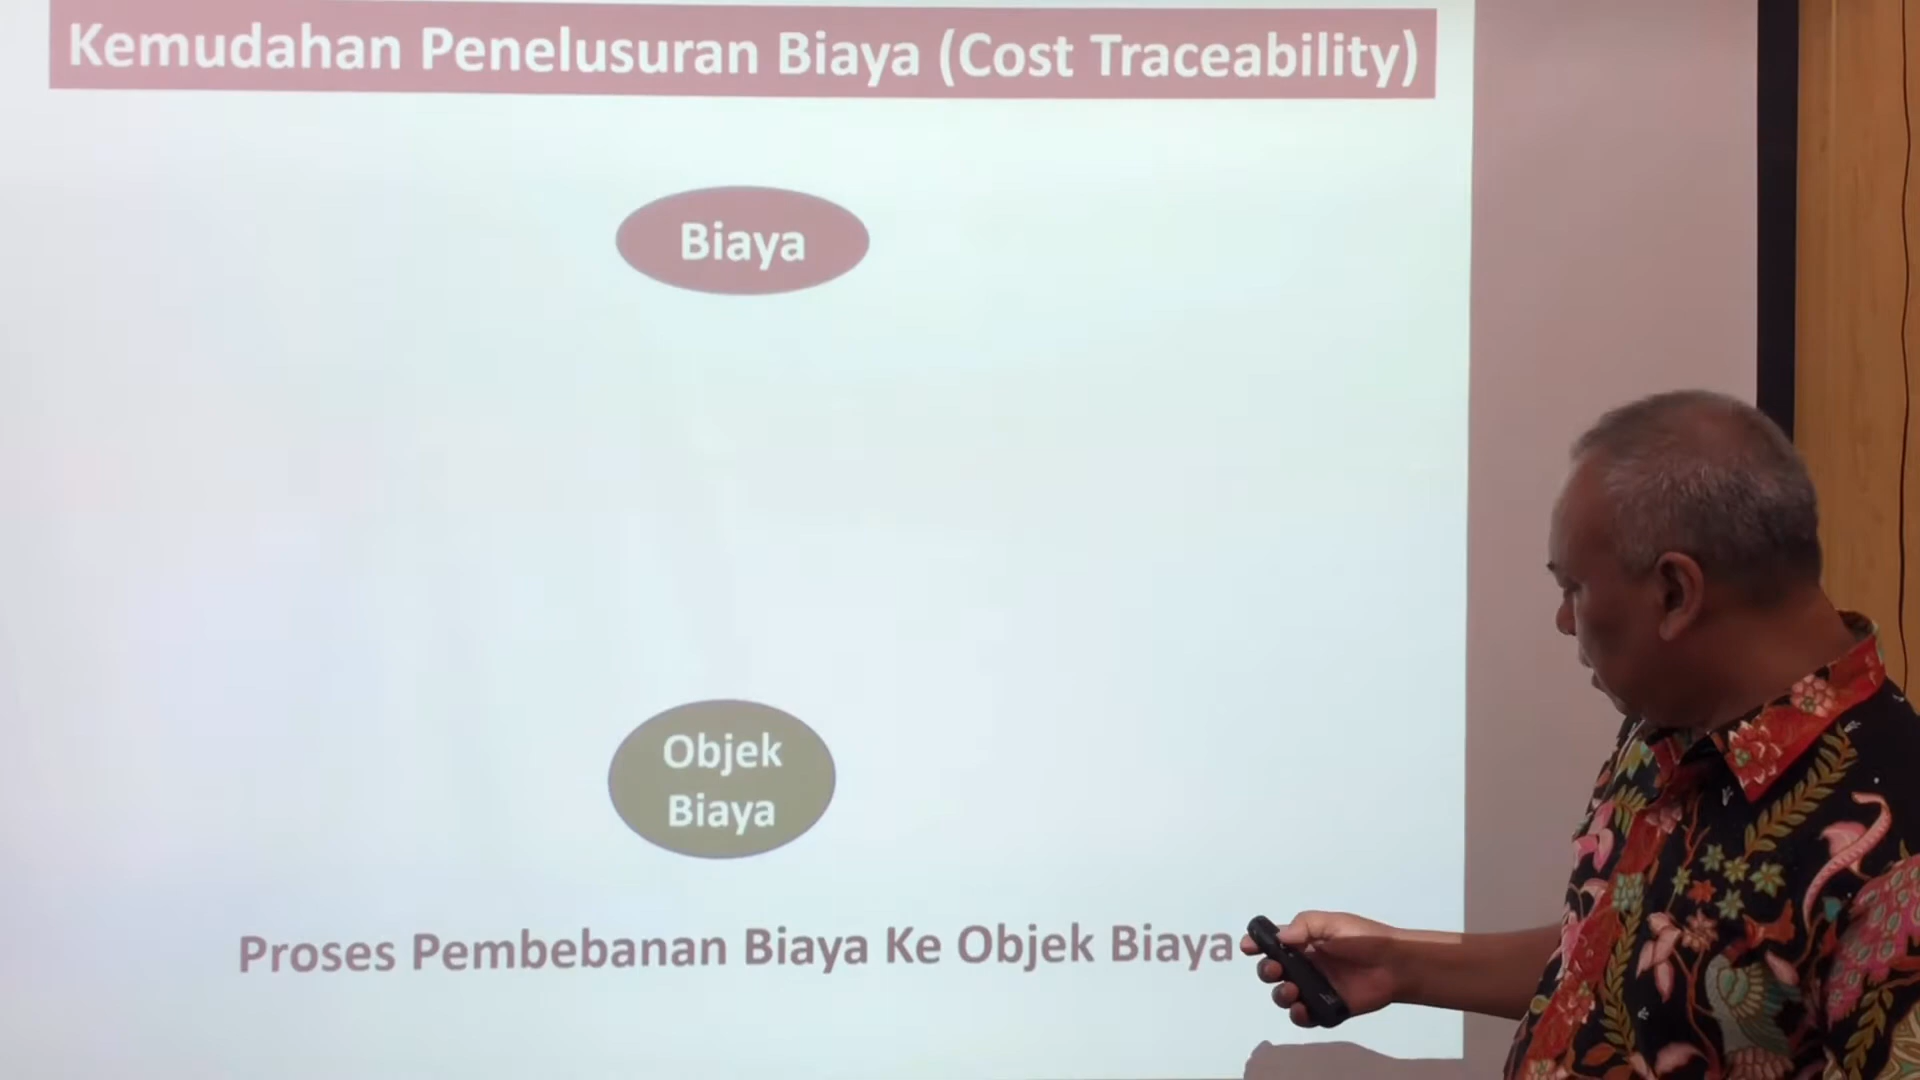 Kemudahan Penelusuran Biaya (Cost Traceability)
Biaya
Objek
Biaya
Proses Pembebanan Biaya Ke Objek Biaya